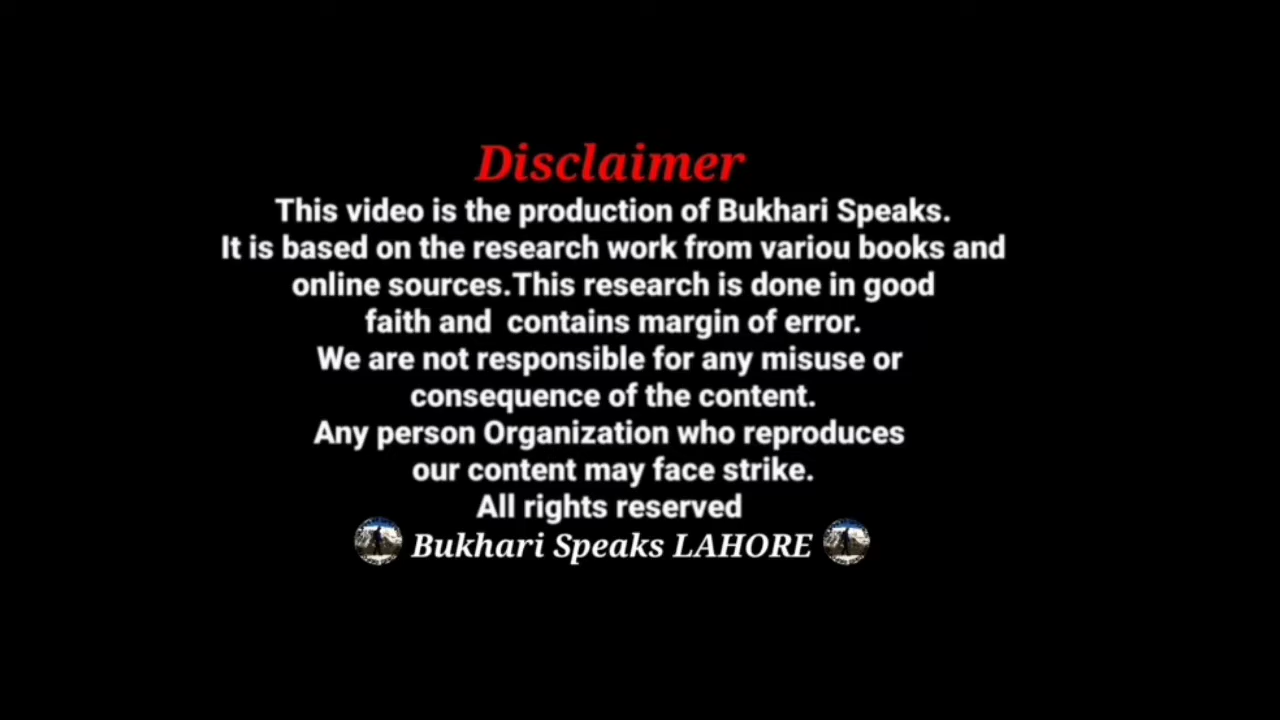 Disclaimer
This video is the production of Bukhari Speaks.
It is based on the research work from variou books and
online sources.This research is done in good
faith and  contains margin of error.
We are not responsible for any misuse or
consequence of the content.
Any person Organization who reproduces
our content may face strike.
All rights reserved
Bukhari Speaks LAHORE